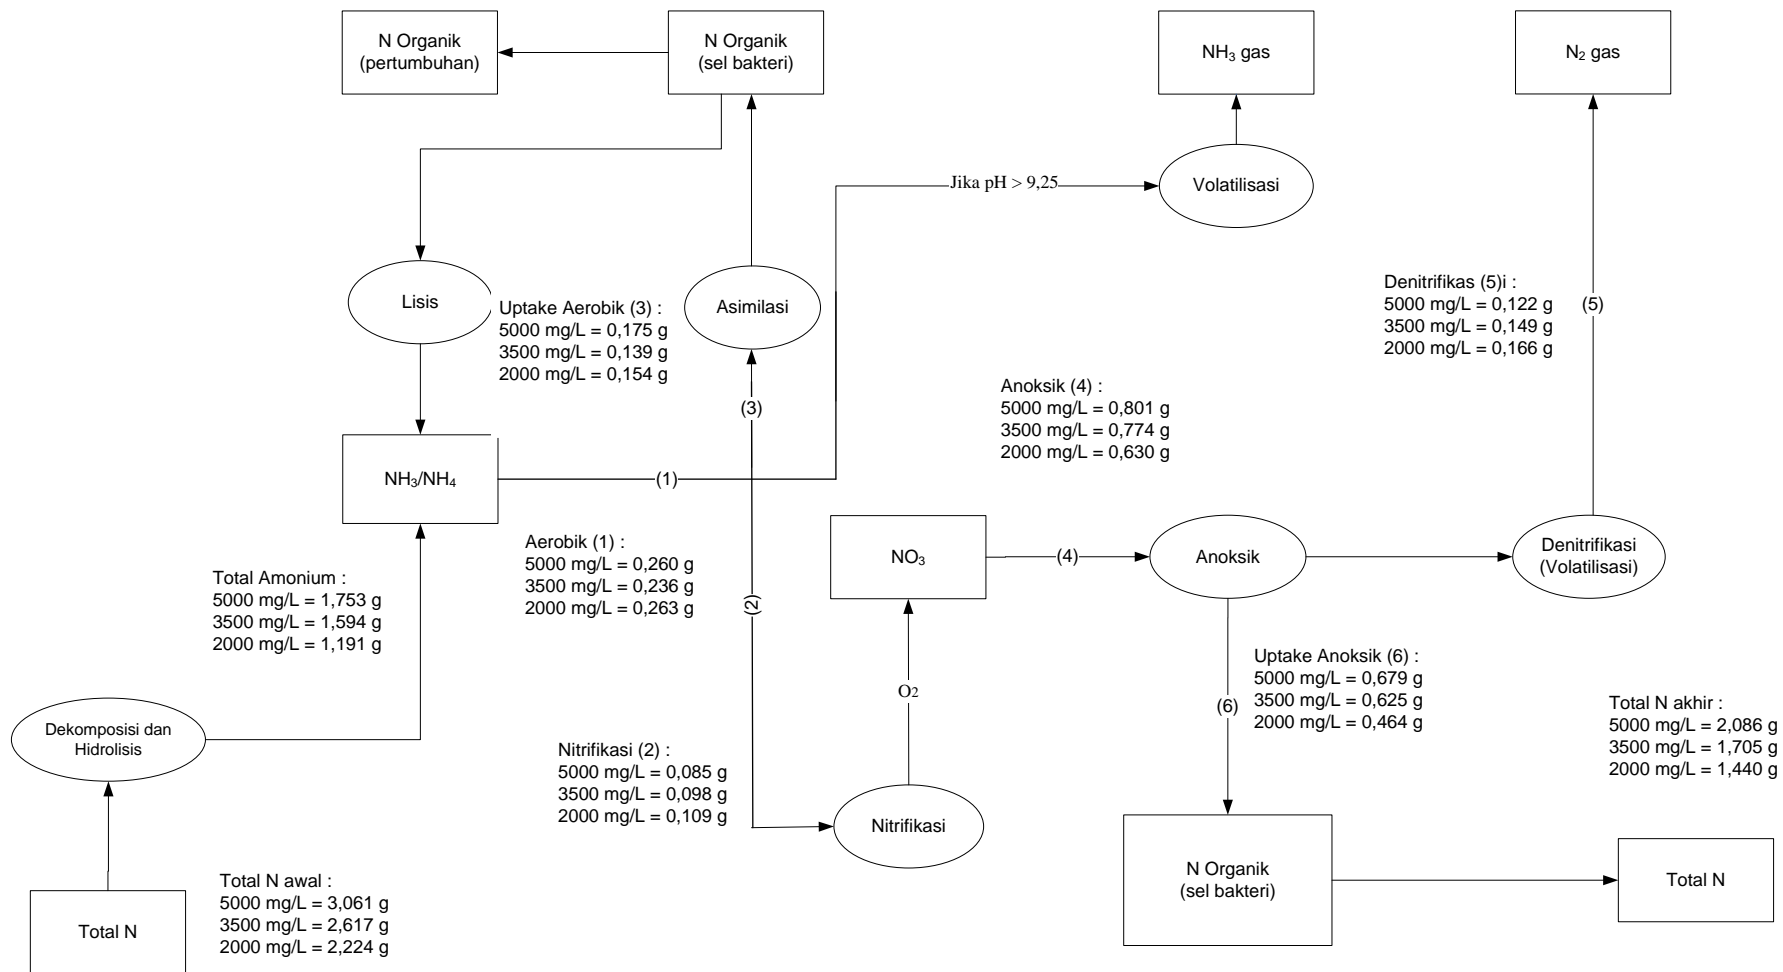 N Organik
(pertumbuhan)
N Organik
(sel bakteri)
NH₃ gas
N₂ gas
Jika pH > 9,25
Volatilisasi
Lisis
Uptake Aerobik (3) :
5000 mg/L = 0,175 g
3500 mg/L = 0,139 g
2000 mg/L = 0,154 g
Asimilasi
Denitrifikas (5)i :
5000 mg/L = 0,122 g
3500 mg/L = 0,149 g
2000 mg/L = 0,166 g
(5)
(3)
Anoksik (4) :
5000 mg/L = 0,801 g
3500 mg/L = 0,774 g
2000 mg/L = 0,630 g
NH₃/NH₄
(1)
Aerobik (1) :
5000 mg/L = 0,260 g
3500 mg/L = 0,236 g
2000 mg/L = 0,263 g
(2)
NO₃
(4)
Anoksik
Denitrifikasi
(Volatilisasi)
Total Amonium :
5000 mg/L = 1,753 g
3500 mg/L = 1,594 g
2000 mg/L = 1,191 g
O2
Uptake Anoksik (6) :
5000 mg/L = 0,679 g
3500 mg/L = 0,625 g
2000 mg/L = 0,464 g
(6)
Total N akhir :
5000 mg/L = 2,086 g
3500 mg/L = 1,705 g
2000 mg/L = 1,440 g
Dekomposisi dan
Hidrolisis
Nitrifikasi (2) :
5000 mg/L = 0,085 g
3500 mg/L = 0,098 g
2000 mg/L = 0,109 g
Nitrifikasi
N Organik
(sel bakteri)
Total N
Total N awal :
5000 mg/L = 3,061 g
3500 mg/L = 2,617 g
2000 mg/L = 2,224 g
Total N